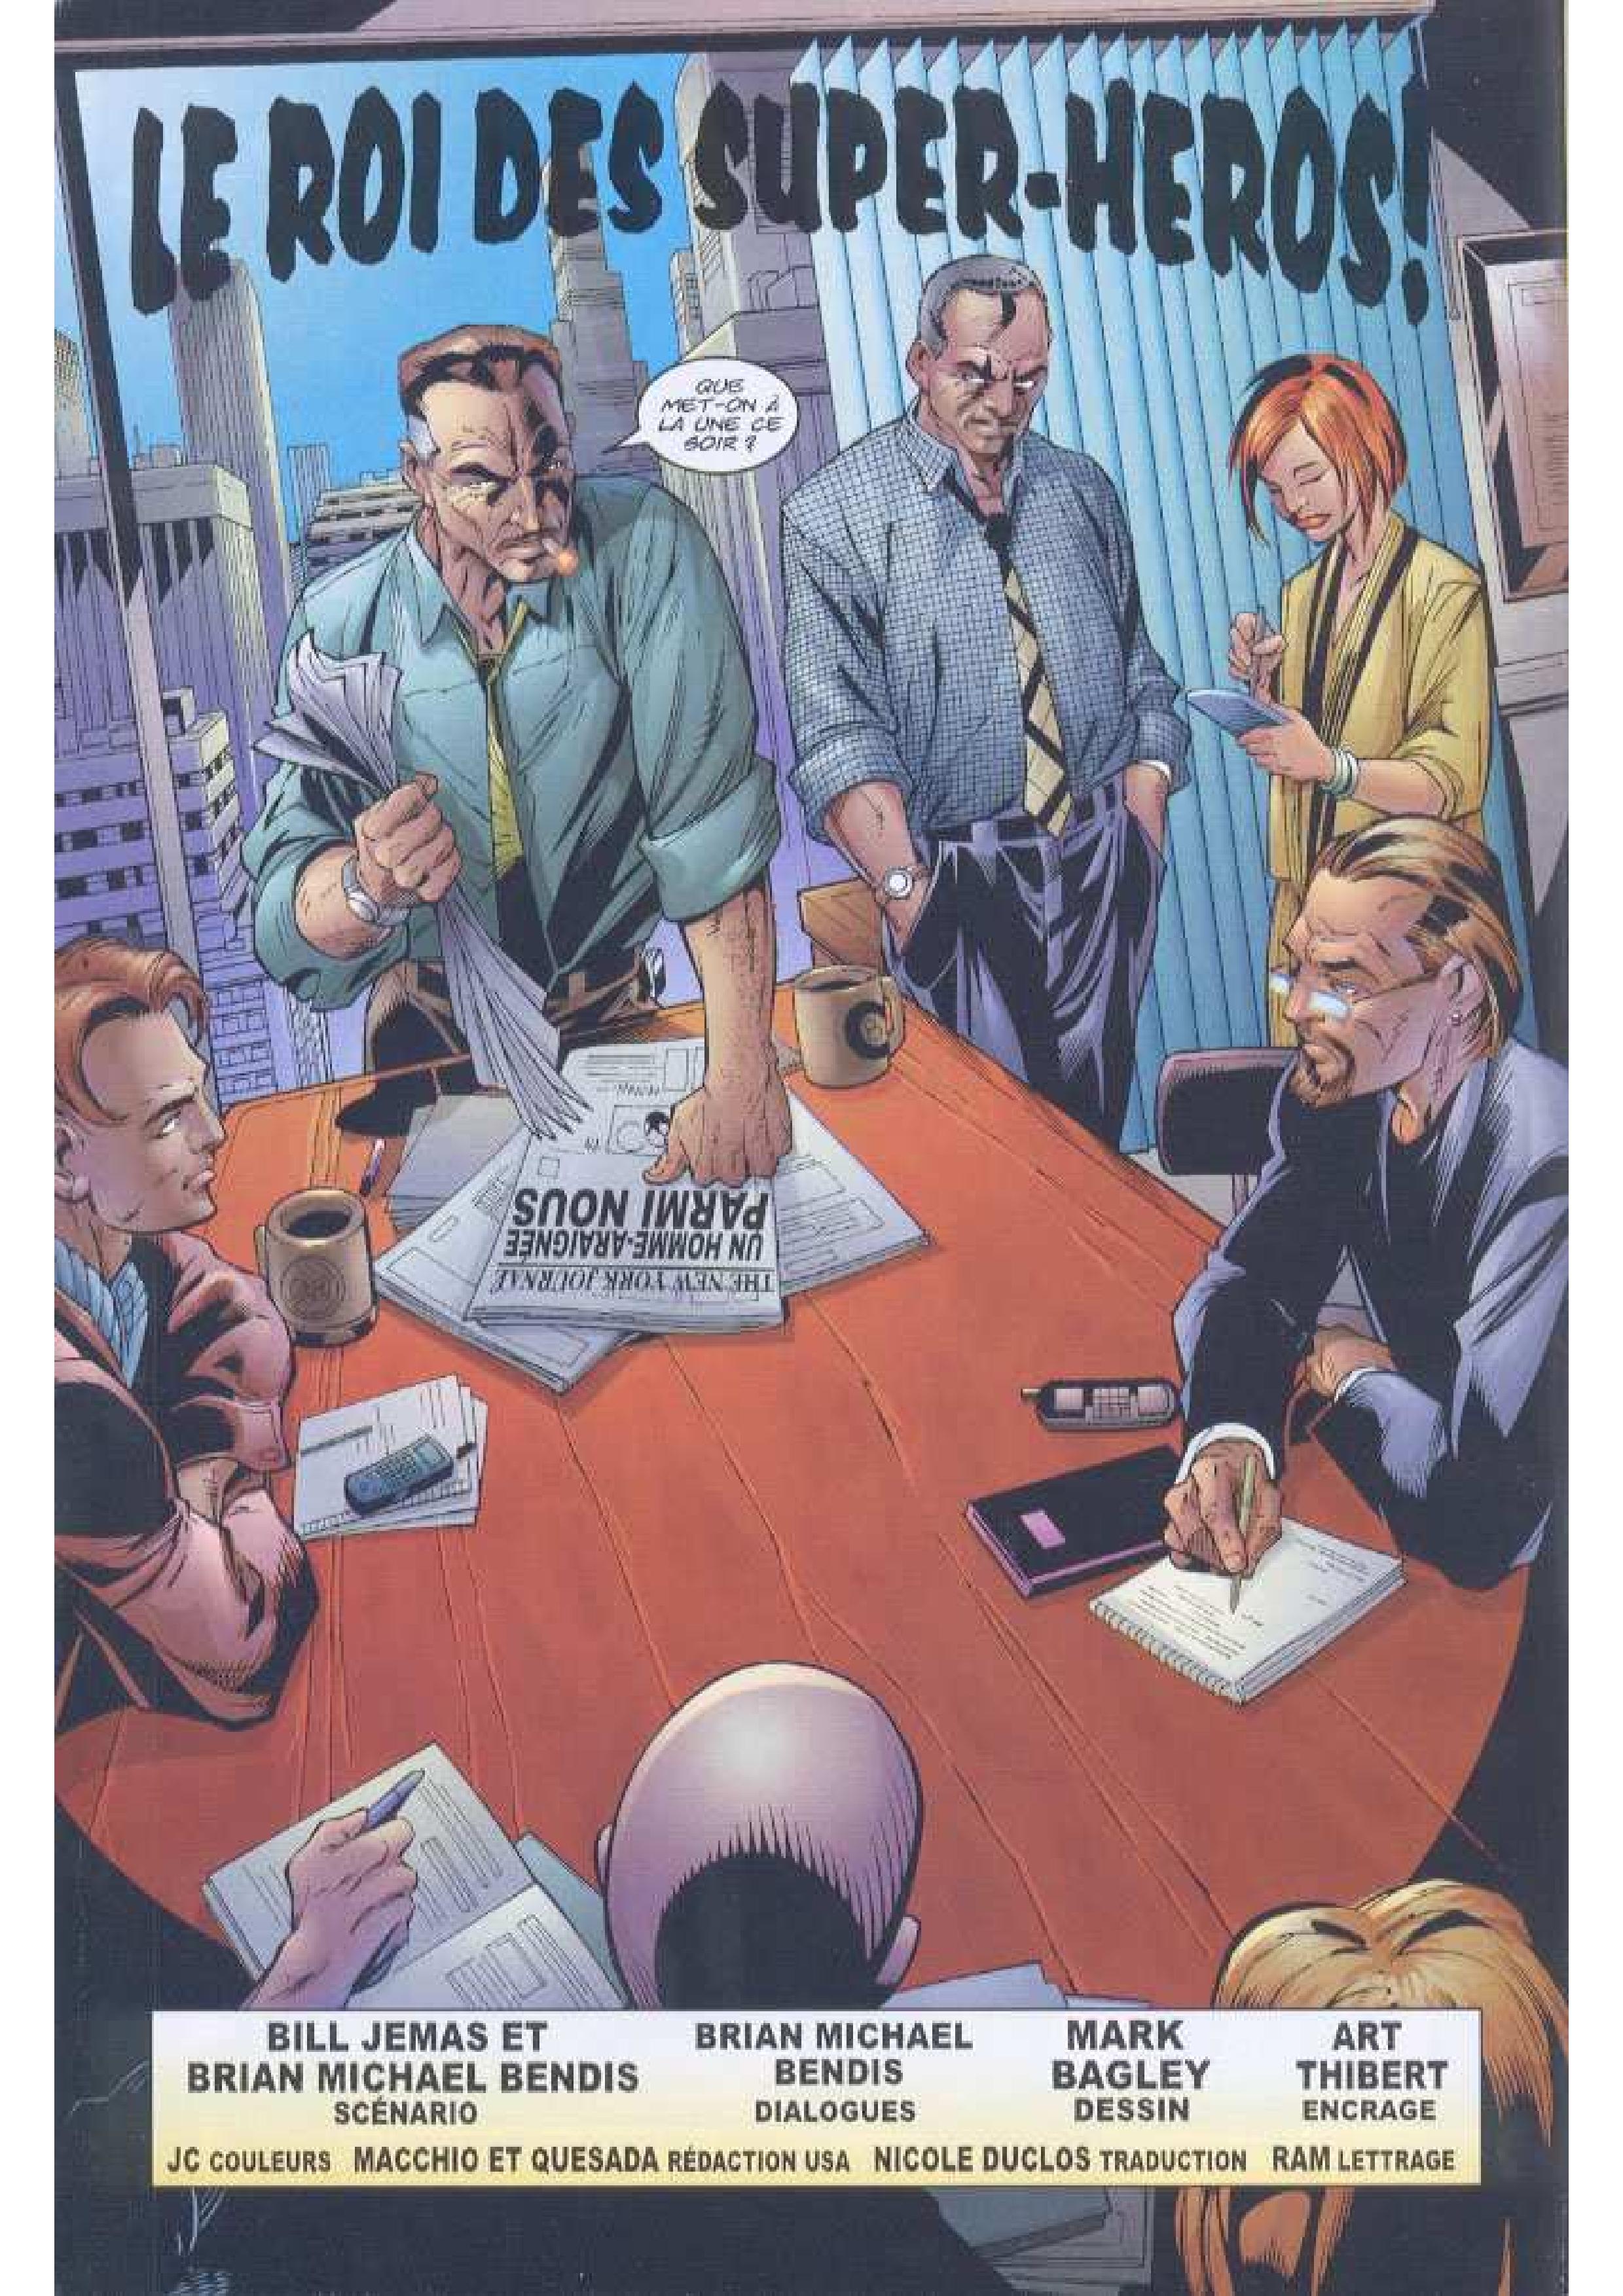 LE ROI DES SUPER-HEROS!
QUE
MET-ON À
LA UNE CE
SOIR ?
THE NEW YORK JOURNAL
UN HOMME-ARAIGNÉE
PARMI NOUS
BILL JEMAS ET
BRIAN MICHAEL BENDIS
SCÉNARIO
BRIAN MICHAEL
BENDIS
DIALOGUES
MARK
BAGLEY
DESSIN
ART
THIBERT
ENCRAGE
JC COULEURS MACCHIO ET QUESADA RÉDACTION USA NICOLE DUCLOS TRADUCTION RAM LETTRAGE